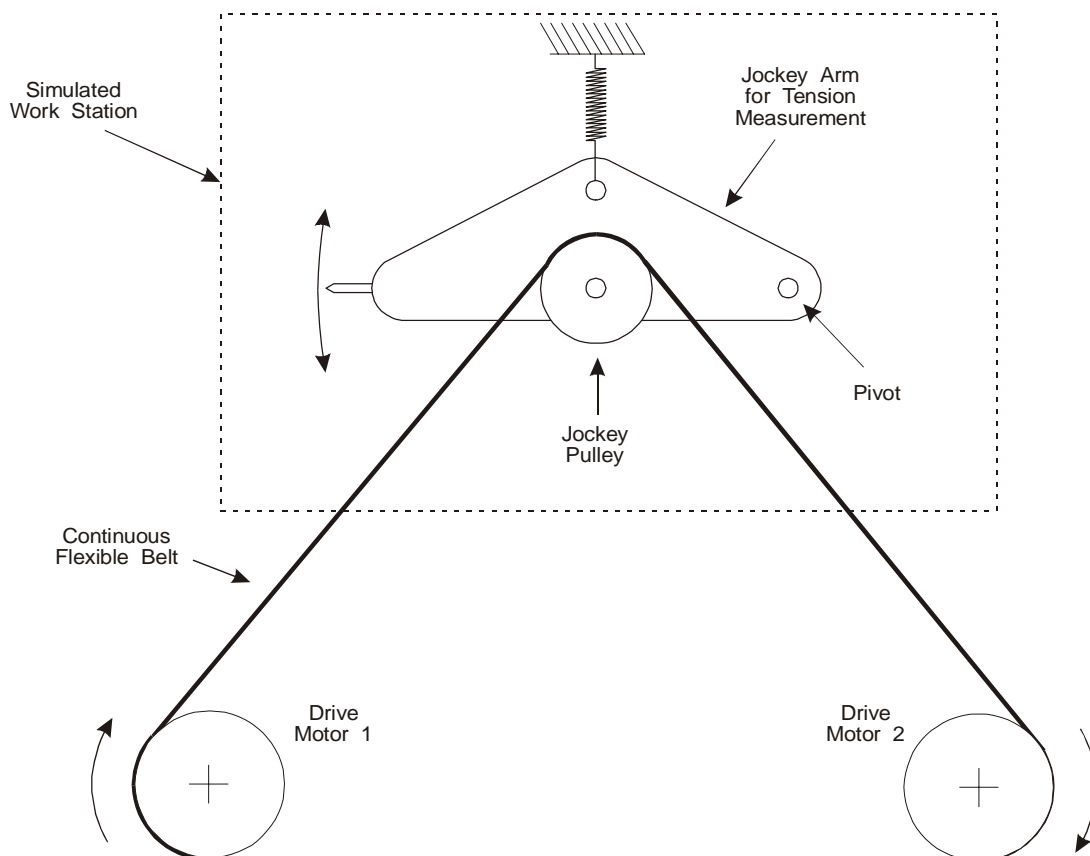 Simulated
Work Station
Jockey Arm
for Tension
Measurement
Pivot
Jockey
Pulley
Continuous
Flexible Belt
Drive
Motor 1
Drive
Motor 2